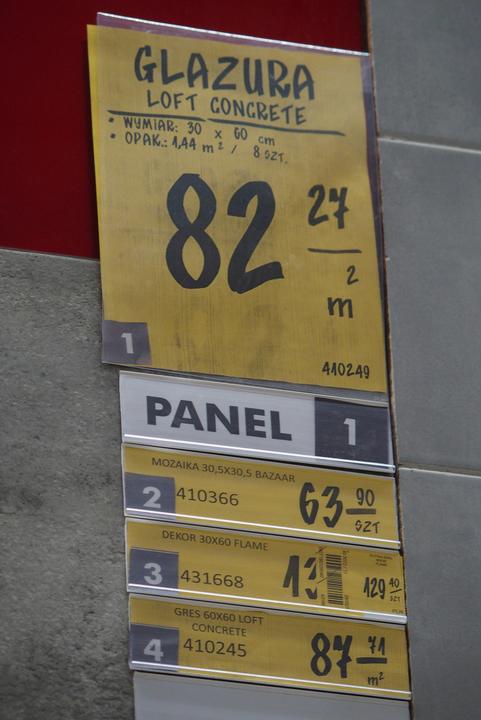 GLAZURA
LOFT CONCRETE
• WYMIAR: 30 x 60 cm
• OPAK.: 1,44 m² / 8 SZT.
82 27
m²
1
410249
PANEL 1
MOZAIKA 30,5X30,5 BAZAAR
2 410366 63 90
SZT
DEKOR 30X60 FLAME
3 431668 13 129 40
SZT
GRES 60X60 LOFT
CONCRETE
4 410245 87 71
m²